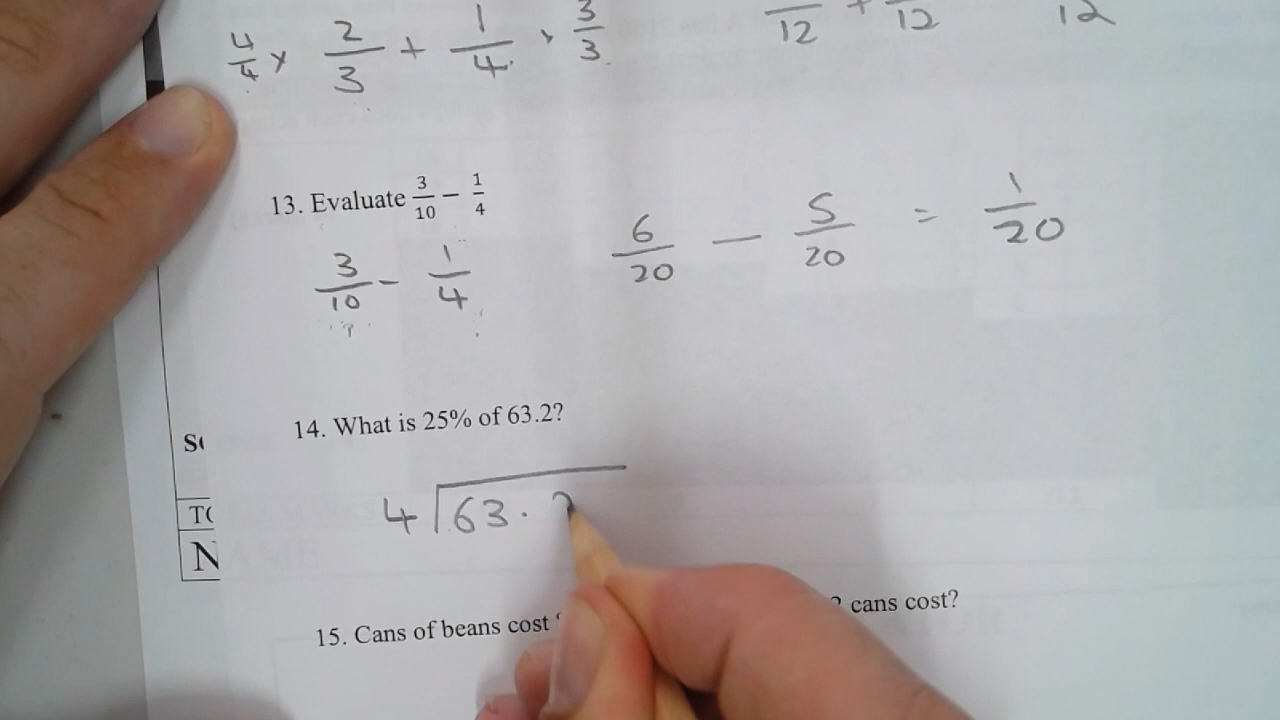 4/4 × 2/3 + 1/4 × 3/3 12 + 12 12
13. Evaluate 3/10 − 1/4
3/10 - 1/4 6/20 - 5/20 = 1/20
14. What is 25% of 63.2?
4 63.2
15. Cans of beans cost cans cost?